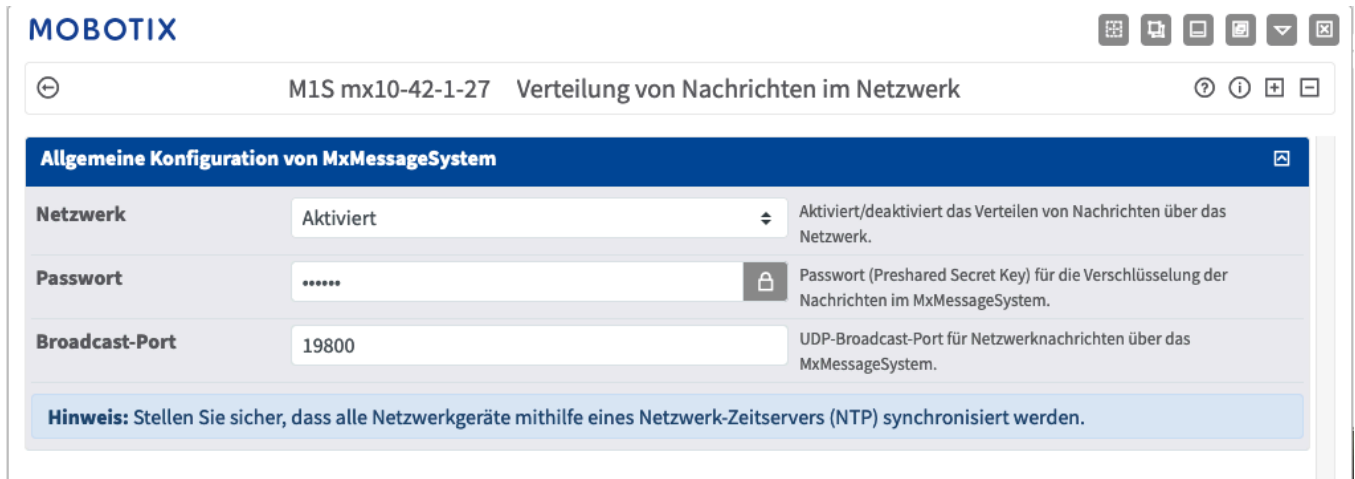 MOBOTIX
M1S mx10-42-1-27 Verteilung von Nachrichten im Netzwerk
Allgemeine Konfiguration von MxMessageSystem
Netzwerk
Aktiviert
Aktiviert/deaktiviert das Verteilen von Nachrichten über das
Netzwerk.
Passwort
••••••
Passwort (Preshared Secret Key) für die Verschlüsselung der
Nachrichten im MxMessageSystem.
Broadcast-Port
19800
UDP-Broadcast-Port für Netzwerknachrichten über das
MxMessageSystem.
Hinweis: Stellen Sie sicher, dass alle Netzwerkgeräte mithilfe eines Netzwerk-Zeitservers (NTP) synchronisiert werden.